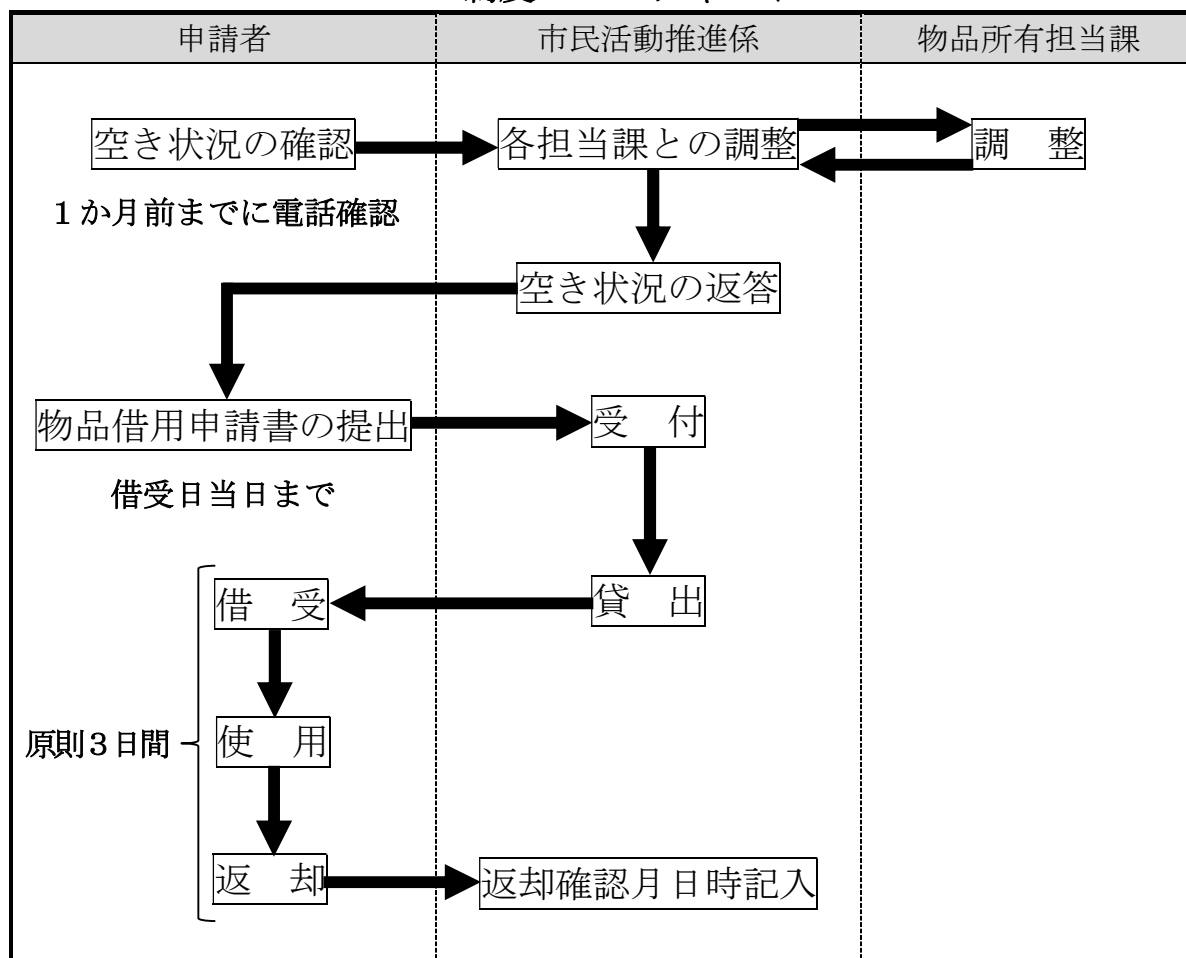 申請者 市民活動推進係 物品所有担当課
空き状況の確認 各担当課との調整 調　整
１か月前までに電話確認
空き状況の返答
物品借用申請書の提出 受　付
借受日当日まで
借　受 貸　出
原則３日間 使　用
返　却 返却確認月日時記入